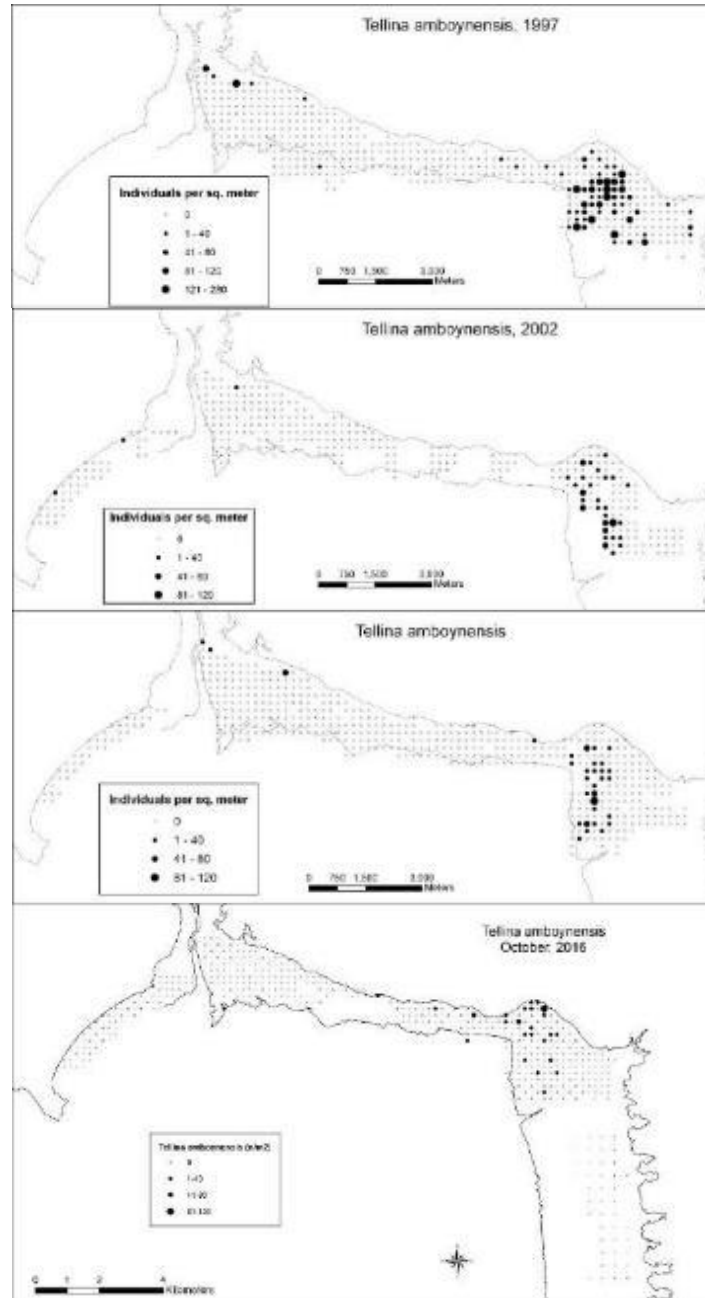 Tellina amboynensis, 1997
Individuals per sq. meter
0
1 - 40
41 - 80
81 - 120
121 - 280
0 750 1,500 3,000
Meters
Tellina amboynensis, 2002
Individuals per sq. meter
0
1 - 40
41 - 80
81 - 120
0 750 1,500 3,000
Meters
Tellina amboynensis
Individuals per sq. meter
0
1 - 40
41 - 80
81 - 120
0 750 1,500 3,000
Meters
Tellina amboynensis
October, 2016
Tellina (n/m2)
0
1-40
0 1 2 4
Kilometers